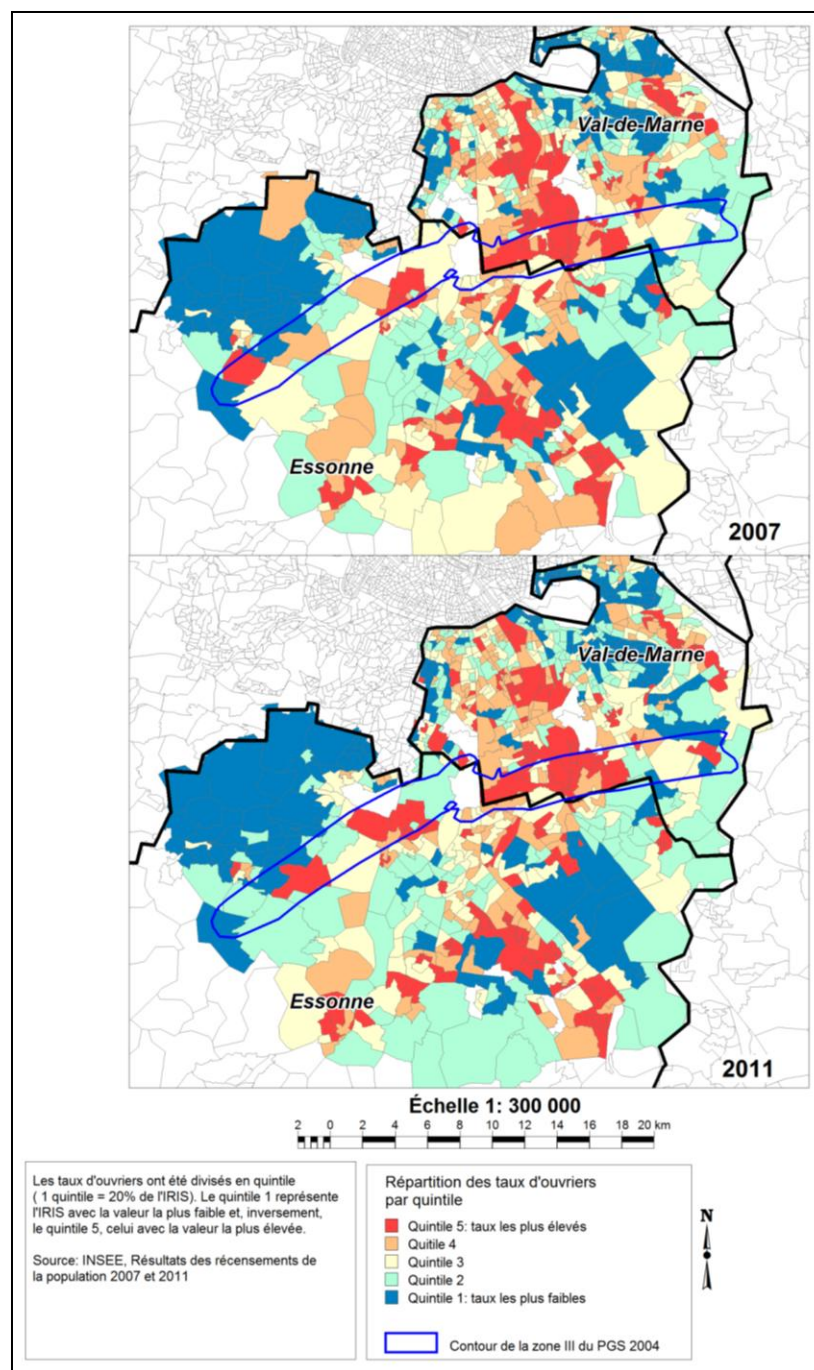 Val-de-Marne
Essonne
2007
Val-de-Marne
Essonne
2011
Échelle 1: 300 000
2 0 2 4 6 8 10 12 14 16 18 20 km
Les taux d'ouvriers ont été divisés en quintile
( 1 quintile = 20% de l'IRIS). Le quintile 1 représente
l'IRIS avec la valeur la plus faible et, inversement,
le quintile 5, celui avec la valeur la plus élevée.
Source: INSEE, Résultats des récensements de
la population 2007 et 2011
Répartition des taux d'ouvriers
par quintile
Quintile 5: taux les plus élevés
Quitile 4
Quintile 3
Quintile 2
Quintile 1: taux les plus faibles
Contour de la zone III du PGS 2004
N